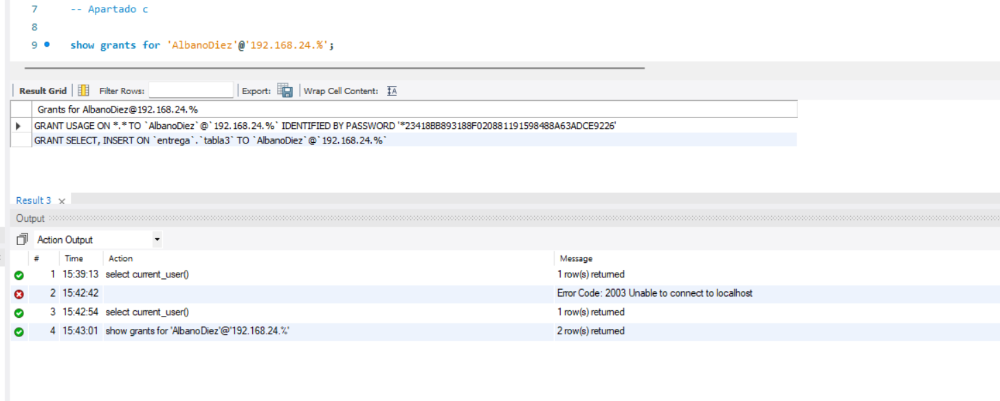 7 -- Apartado c
8
9 show grants for 'AlbanoDiez'@'192.168.24.%';
Result Grid Filter Rows: Export: Wrap Cell Content: IA
Grants for AlbanoDiez@192.168.24.%
GRANT USAGE ON *.* TO `AlbanoDiez`@`192.168.24.%` IDENTIFIED BY PASSWORD '*23418BB893188F020881191598488A63ADCE9226'
GRANT SELECT, INSERT ON `entrega`.`tabla3` TO `AlbanoDiez`@`192.168.24.%`
Result 3 ×
Output
Action Output
# Time Action Message
1 15:39:13 select current_user() 1 row(s) returned
2 15:42:42 Error Code: 2003 Unable to connect to localhost
3 15:42:54 select current_user() 1 row(s) returned
4 15:43:01 show grants for 'AlbanoDiez'@'192.168.24.%' 2 row(s) returned